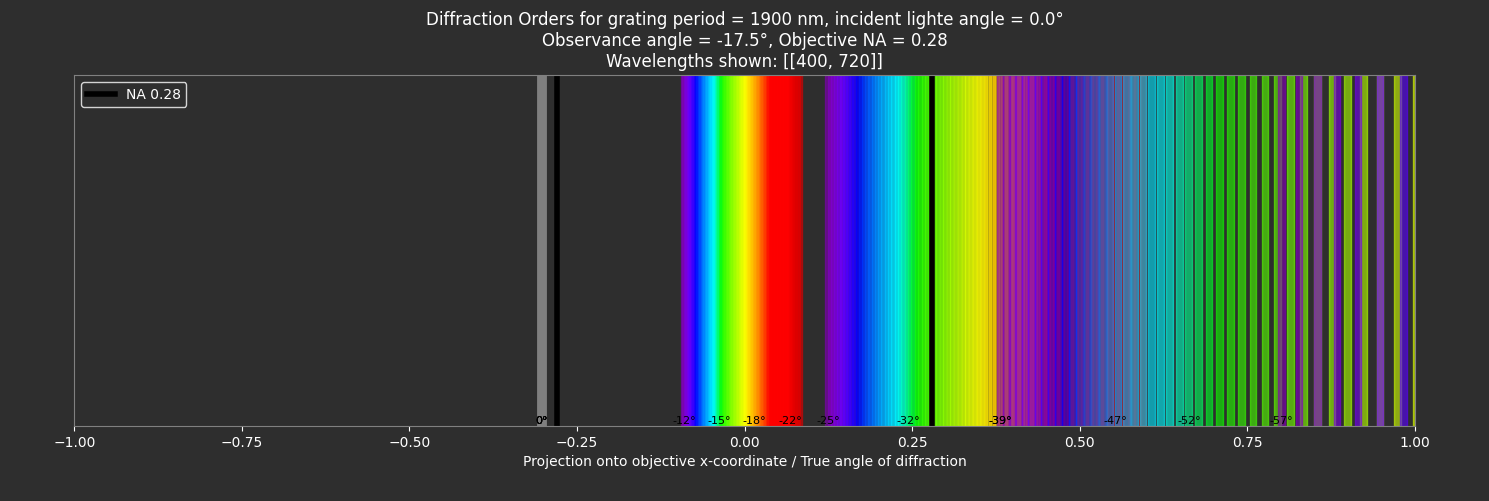 Diffraction Orders for grating period = 1900 nm, incident lighte angle = 0.0°
Observance angle = -17.5°, Objective NA = 0.28
Wavelengths shown: [[400, 720]]
NA 0.28
0° -12° -15° -18° -22° -25° -32° -39° -47° -52° -57°
−1.00 −0.75 −0.50 −0.25 0.00 0.25 0.50 0.75 1.00
Projection onto objective x-coordinate / True angle of diffraction